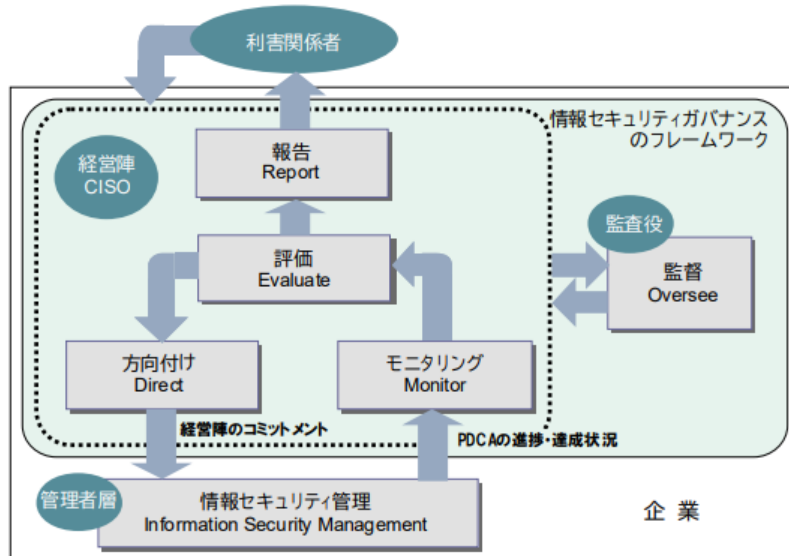 利害関係者
情報セキュリティガバナンス
のフレームワーク
経営陣
CISO
報告
Report
監査役
評価
Evaluate
監督
Oversee
方向付け
Direct
モニタリング
Monitor
経営陣のコミットメント
PDCAの進捗・達成状況
管理者層
情報セキュリティ管理
Information Security Management
企 業